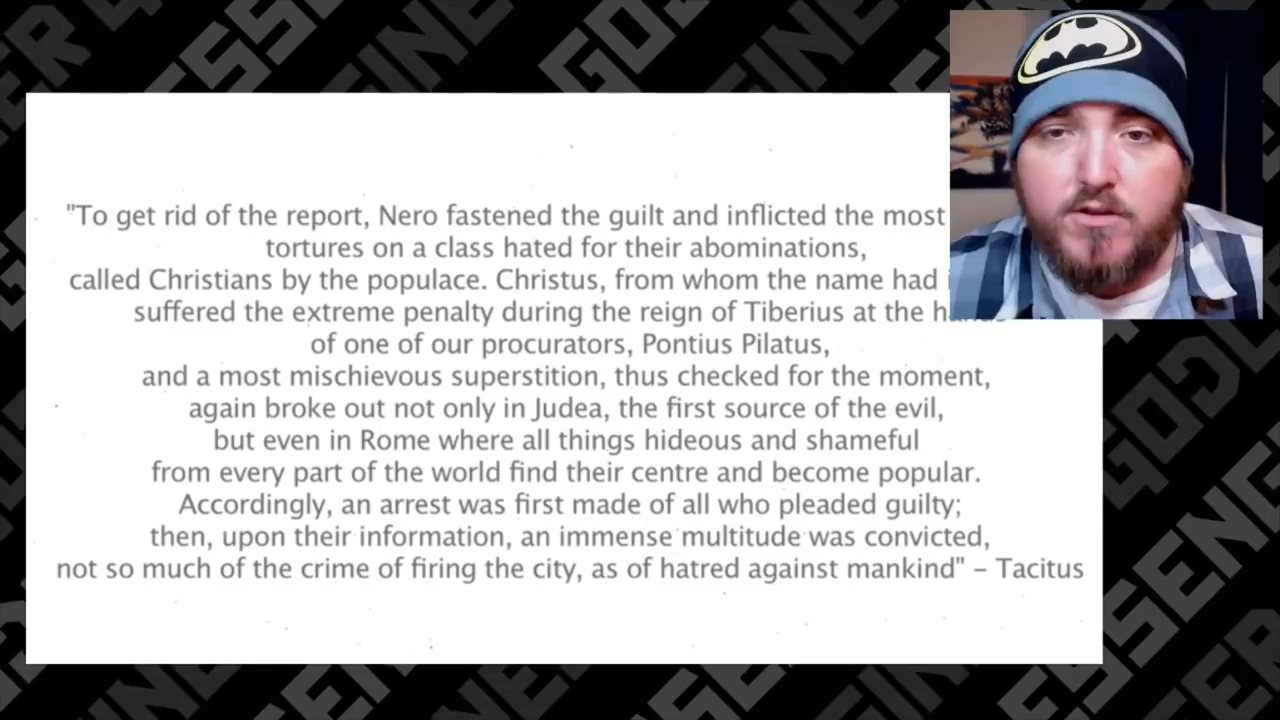 "To get rid of the report, Nero fastened the guilt and inflicted the most
tortures on a class hated for their abominations,
called Christians by the populace. Christus, from whom the name had
suffered the extreme penalty during the reign of Tiberius at the hands
of one of our procurators, Pontius Pilatus,
and a most mischievous superstition, thus checked for the moment,
again broke out not only in Judea, the first source of the evil,
but even in Rome where all things hideous and shameful
from every part of the world find their centre and become popular.
Accordingly, an arrest was first made of all who pleaded guilty;
then, upon their information, an immense multitude was convicted,
not so much of the crime of firing the city, as of hatred against mankind" – Tacitus